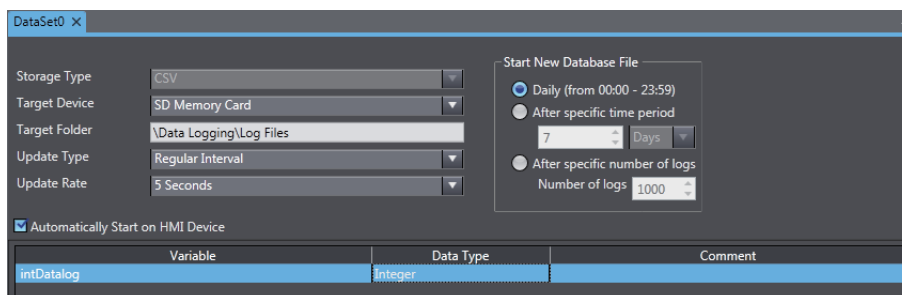 DataSet0 ×
Storage Type CSV
Target Device SD Memory Card
Target Folder \Data Logging\Log Files
Update Type Regular Interval
Update Rate 5 Seconds
Start New Database File
Daily (from 00:00 - 23:59)
After specific time period
7 Days
After specific number of logs
Number of logs 1000
Automatically Start on HMI Device
Variable Data Type Comment
intDatalog Integer